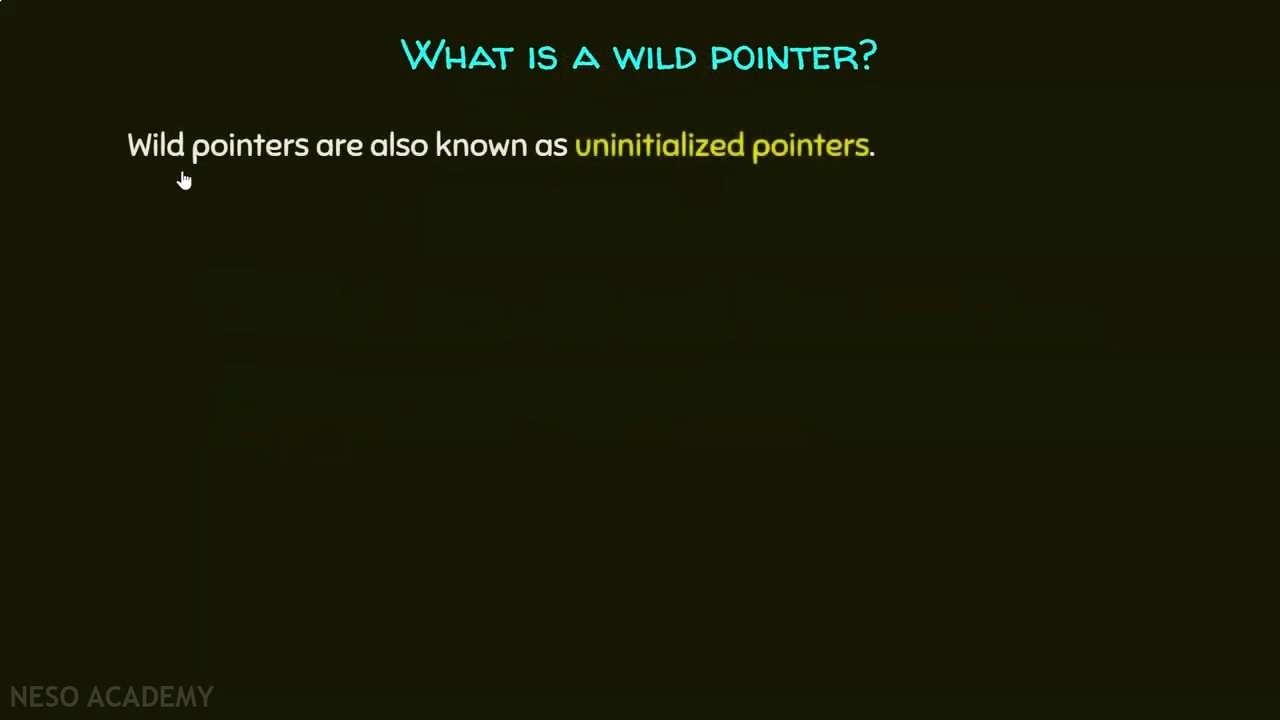 What is a wild pointer?
Wild pointers are also known as uninitialized pointers.
NESO ACADEMY